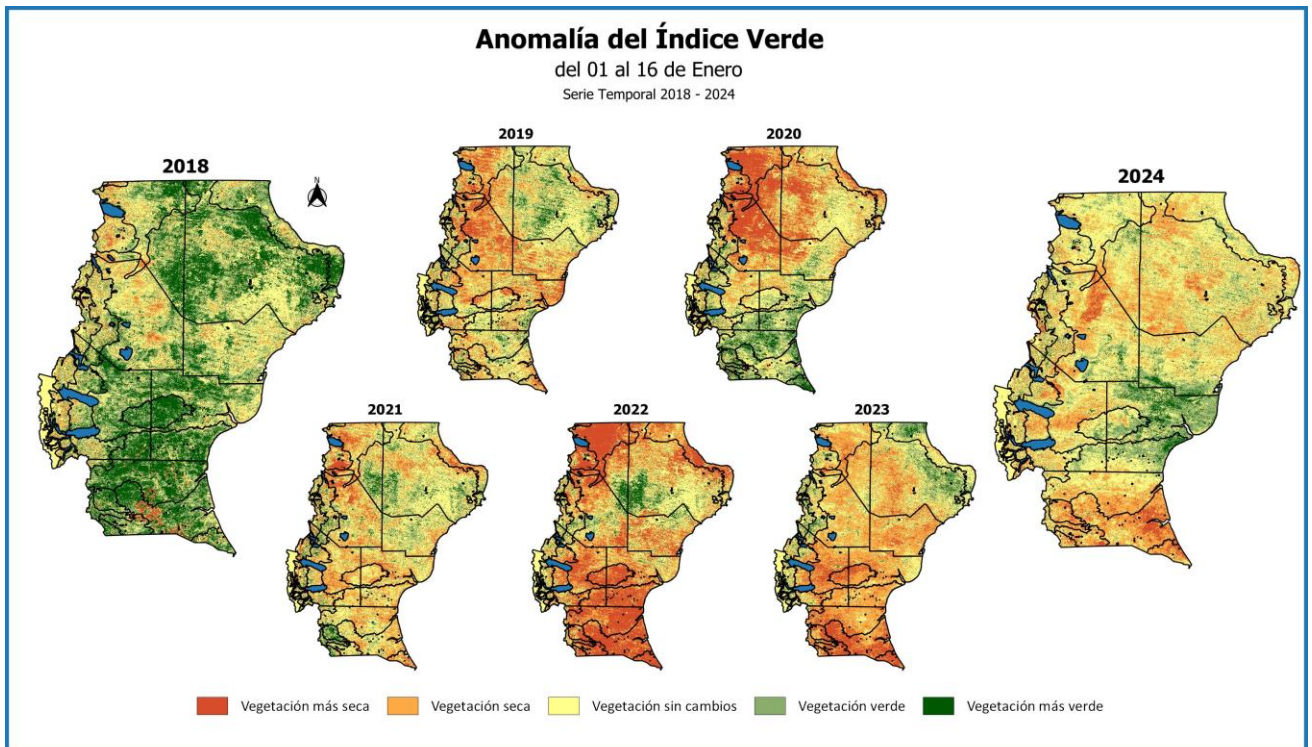 Anomalía del Índice Verde
del 01 al 16 de Enero
Serie Temporal 2018 - 2024
2018
N
2019
2020
2024
2021
2022
2023
Vegetación más seca
Vegetación seca
Vegetación sin cambios
Vegetación verde
Vegetación más verde